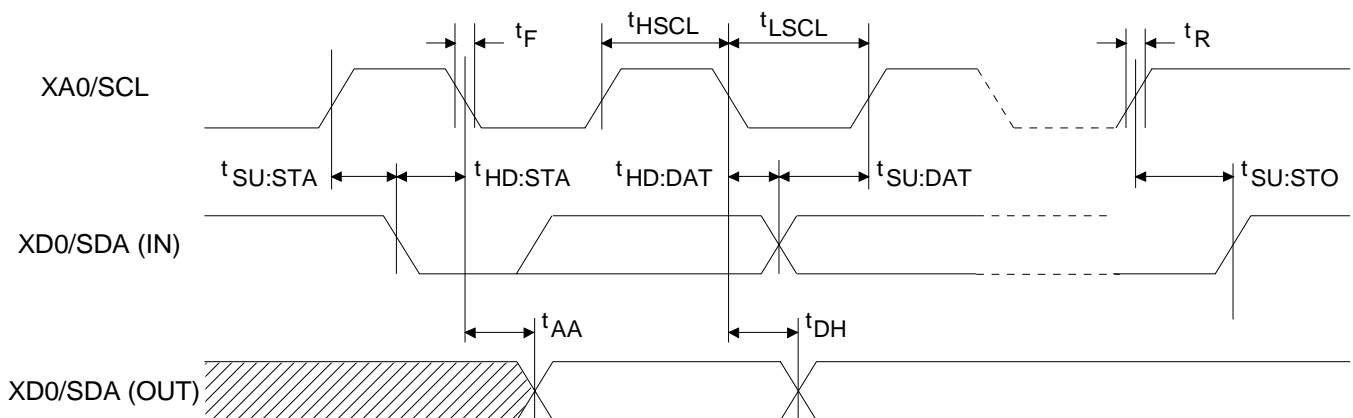 tF
tHSCL
tLSCL
tR
XA0/SCL
tSU:STA
tHD:STA
tHD:DAT
tSU:DAT
tSU:STO
XD0/SDA (IN)
tAA
tDH
XD0/SDA (OUT)